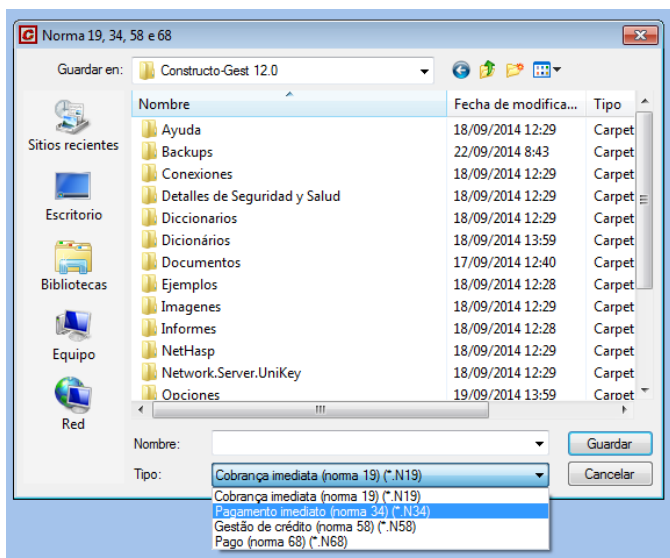 Norma 19, 34, 58 e 68
Guardar en: Constructo-Gest 12.0
Nombre Fecha de modifica... Tipo
Sitios recientes
Escritorio
Bibliotecas
Equipo
Red
Ayuda 18/09/2014 12:29 Carpet
Backups 22/09/2014 8:43 Carpet
Conexiones 18/09/2014 12:29 Carpet
Detalles de Seguridad y Salud 18/09/2014 12:29 Carpet
Diccionarios 18/09/2014 12:29 Carpet
Dicionários 18/09/2014 13:59 Carpet
Documentos 17/09/2014 12:40 Carpet
Ejemplos 18/09/2014 12:28 Carpet
Imagenes 18/09/2014 12:29 Carpet
Informes 18/09/2014 12:28 Carpet
NetHasp 18/09/2014 12:29 Carpet
Network.Server.UniKey 18/09/2014 12:29 Carpet
Opciones 19/09/2014 13:59 Carpet
Nombre: Guardar
Tipo: Cobrança imediata (norma 19) (*.N19) Cancelar
Cobrança imediata (norma 19) (*.N19)
Pagamento imediato (norma 34) (*.N34)
Gestão de crédito (norma 58) (*.N58)
Pago (norma 68) (*.N68)